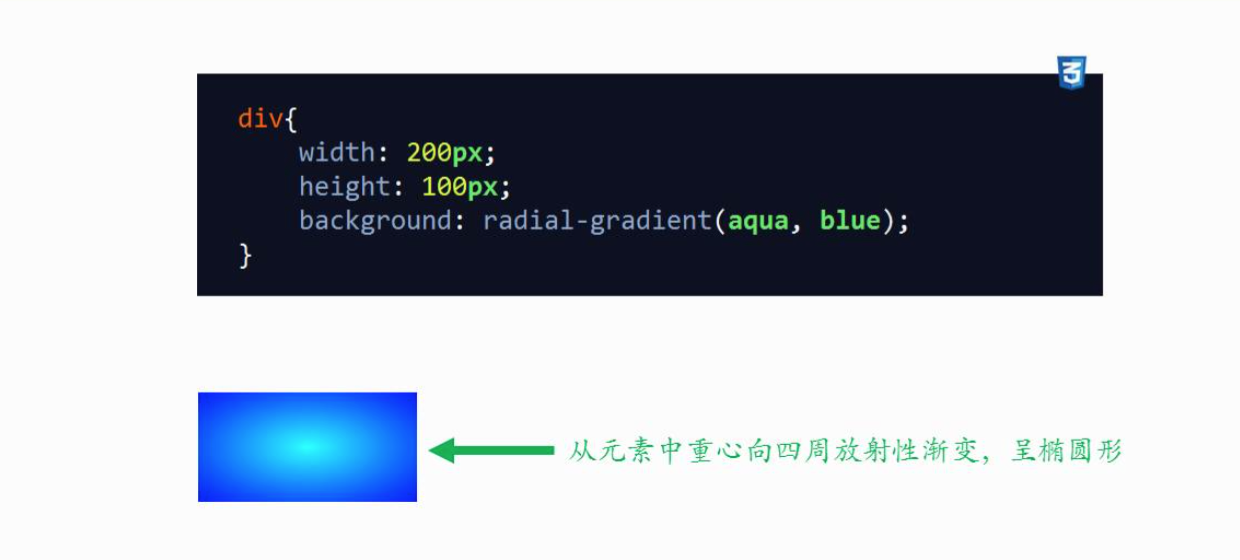 3
div{
    width: 200px;
    height: 100px;
    background: radial-gradient(aqua, blue);
}
从元素中重心向四周放射性渐变，呈椭圆形